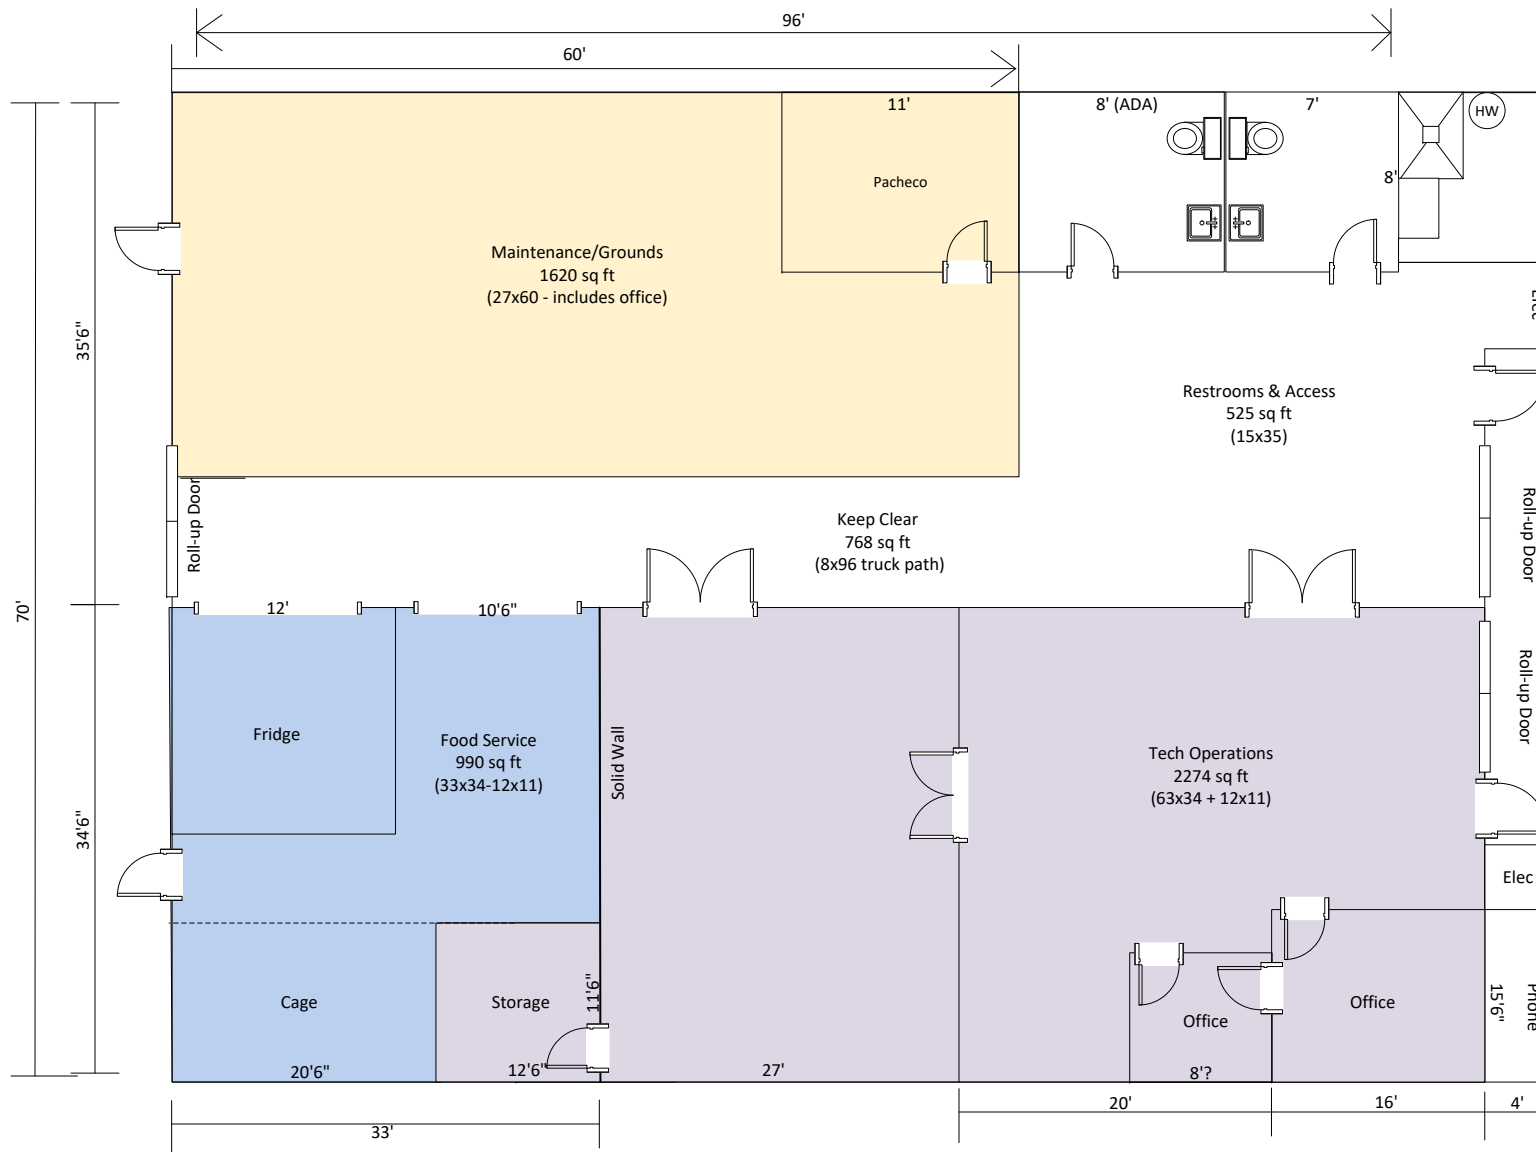 96'
60'
11'
8' (ADA)
7'
HW
Pacheco
8'
Maintenance/Grounds
1620 sq ft
(27x60 - includes office)
35'6"
Elec
Restrooms & Access
525 sq ft
(15x35)
Roll-up Door
Keep Clear
768 sq ft
(8x96 truck path)
Roll-up Door
70'
12'
10'6"
Fridge
Food Service
990 sq ft
(33x34-12x11)
Solid Wall
Tech Operations
2274 sq ft
(63x34 + 12x11)
Roll-up Door
34'6"
Elec
Cage
Storage
11'6"
Office
Office
15'6"
Phone
20'6"
12'6"
27'
8'?
20'
16'
4'
33'